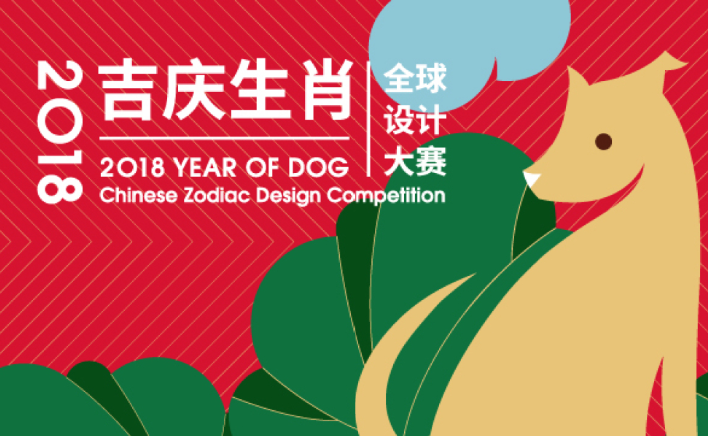 2018
吉庆生肖
全球
设计
大赛
2018 YEAR OF DOG
Chinese Zodiac Design Competition